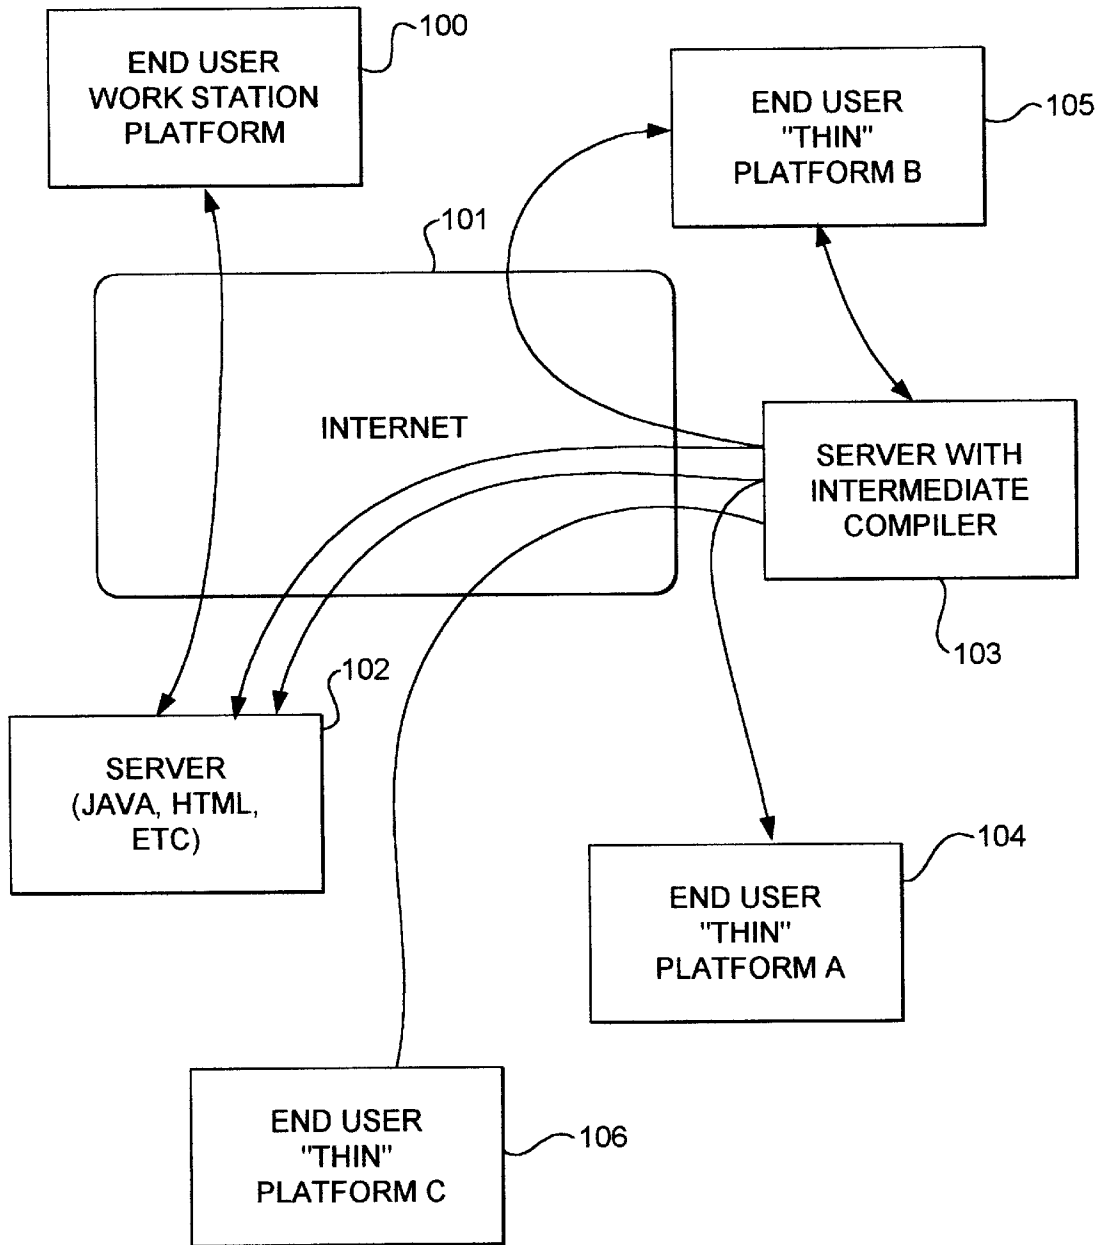 100
END USER
WORK STATION
PLATFORM
END USER
"THIN"
PLATFORM B
105
101
INTERNET
SERVER WITH
INTERMEDIATE
COMPILER
103
102
SERVER
(JAVA, HTML,
ETC)
104
END USER
"THIN"
PLATFORM A
END USER
"THIN"
PLATFORM C
106